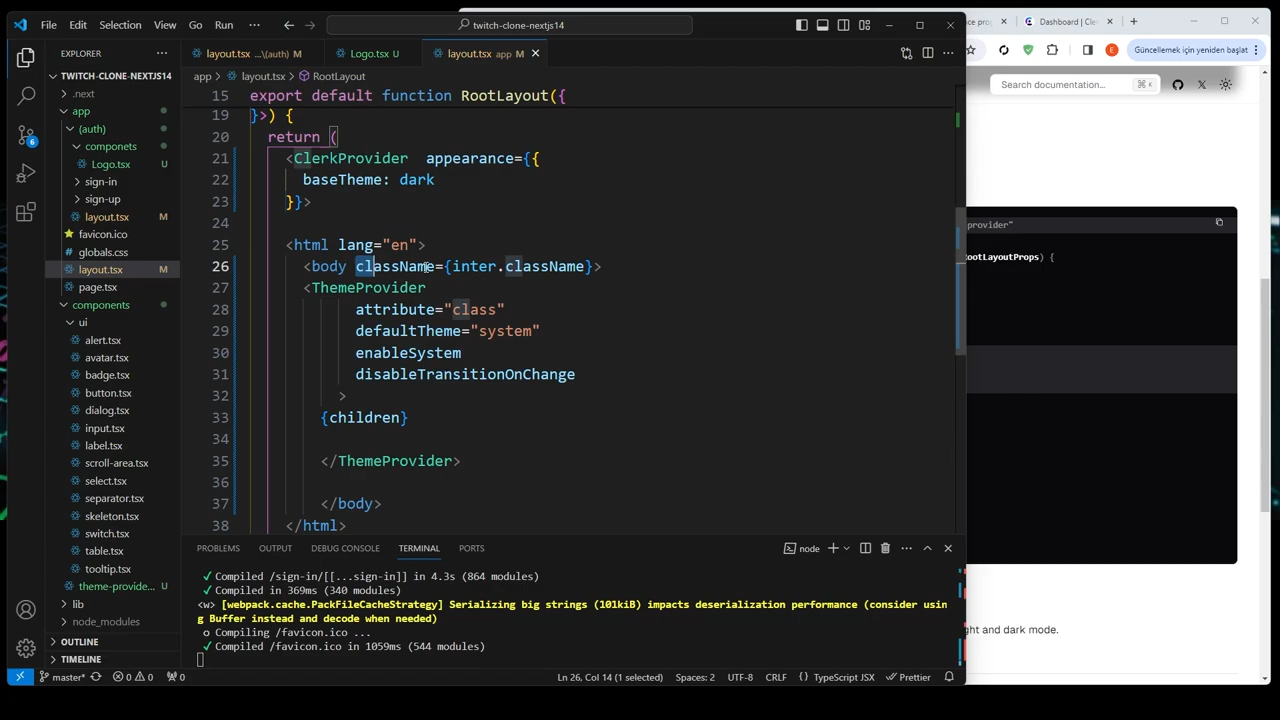 File Edit Selection View Go Run ···
twitch-clone-nextjs14
EXPLORER
TWITCH-CLONE-NEXTJS14
.next
app
(auth)
componets
Logo.tsx U
sign-in
sign-up
layout.tsx M
favicon.ico
globals.css
layout.tsx M
page.tsx
components
ui
alert.tsx
avatar.tsx
badge.tsx
button.tsx
dialog.tsx
input.tsx
label.tsx
scroll-area.tsx
select.tsx
separator.tsx
skeleton.tsx
switch.tsx
table.tsx
tooltip.tsx
theme-provide... U
lib
node_modules
OUTLINE
TIMELINE
6
layout.tsx ...\(auth) M
Logo.tsx U
layout.tsx app M
app > layout.tsx > RootLayout
15 export default function RootLayout({
19 }>) {
20 return (
21 <ClerkProvider appearance={{
22 baseTheme: dark
23 }}>
24
25 <html lang="en">
26 <body className={inter.className}>
27 <ThemeProvider
28 attribute="class"
29 defaultTheme="system"
30 enableSystem
31 disableTransitionOnChange
32 >
33 {children}
34
35 </ThemeProvider>
36
37 </body>
38 </html>
PROBLEMS OUTPUT DEBUG CONSOLE TERMINAL PORTS
node
✓ Compiled /sign-in/[[...sign-in]] in 4.3s (864 modules)
✓ Compiled in 369ms (340 modules)
<w> [webpack.cache.PackFileCacheStrategy] Serializing big strings (101kiB) impacts deserialization performance (consider usin
g Buffer instead and decode when needed)
o Compiling /favicon.ico ...
✓ Compiled /favicon.ico in 1059ms (544 modules)
master* 0 0 0
Ln 26, Col 14 (1 selected) Spaces: 2 UTF-8 CRLF {} TypeScript JSX Prettier
Dashboard | Cle
E
Güncellemek için yeniden başlat
Search documentation... ⌘ K
provider"
ootLayoutProps) {
ght and dark mode.